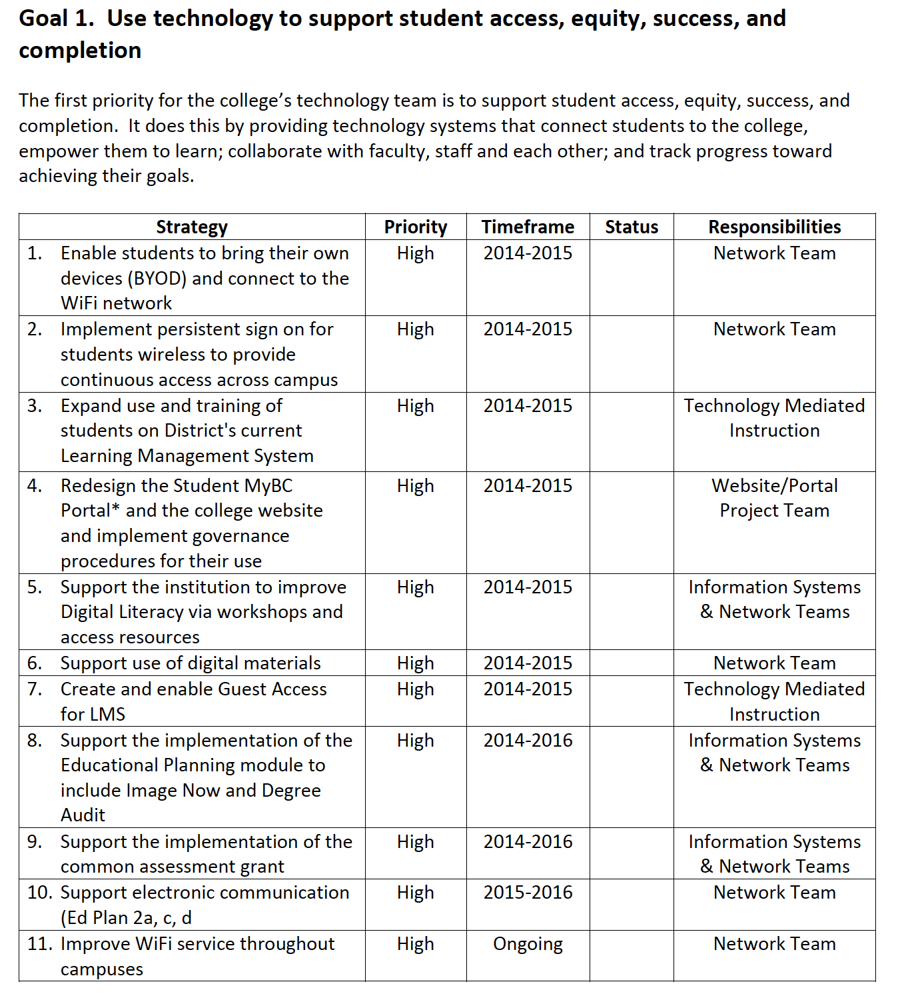 Goal 1.  Use technology to support student access, equity, success, and
completion
The first priority for the college’s technology team is to support student access, equity, success, and
completion.  It does this by providing technology systems that connect students to the college,
empower them to learn; collaborate with faculty, staff and each other; and track progress toward
achieving their goals.
Strategy Priority Timeframe Status Responsibilities
1. Enable students to bring their own High 2014-2015 Network Team
devices (BYOD) and connect to the
WiFi network
2. Implement persistent sign on for High 2014-2015 Network Team
students wireless to provide
continuous access across campus
3. Expand use and training of High 2014-2015 Technology Mediated
students on District's current Instruction
Learning Management System
4. Redesign the Student MyBC High 2014-2015 Website/Portal
Portal* and the college website Project Team
and implement governance
procedures for their use
5. Support the institution to improve High 2014-2015 Information Systems
Digital Literacy via workshops and & Network Teams
access resources
6. Support use of digital materials High 2014-2015 Network Team
7. Create and enable Guest Access High 2014-2015 Technology Mediated
for LMS Instruction
8. Support the implementation of the High 2014-2016 Information Systems
Educational Planning module to & Network Teams
include Image Now and Degree
Audit
9. Support the implementation of the High 2014-2016 Information Systems
common assessment grant & Network Teams
10. Support electronic communication High 2015-2016 Network Team
(Ed Plan 2a, c, d
11. Improve WiFi service throughout High Ongoing Network Team
campuses